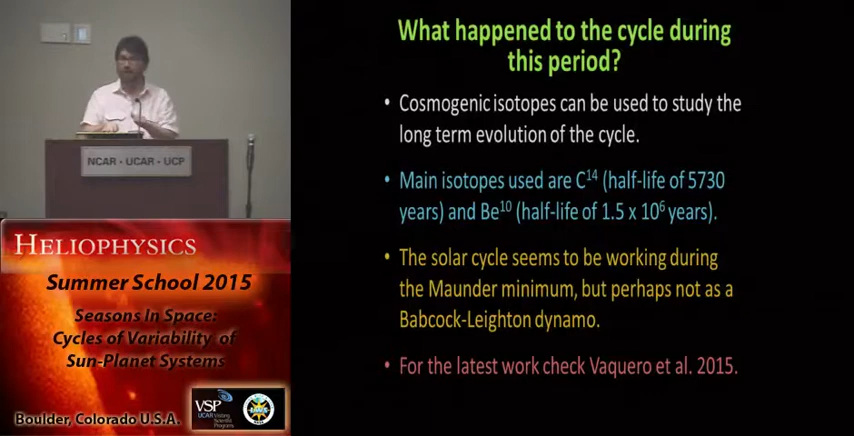 What happened to the cycle during
this period?
• Cosmogenic isotopes can be used to study the
long term evolution of the cycle.
• Main isotopes used are C14 (half-life of 5730
years) and Be10 (half-life of 1.5 x 106 years).
• The solar cycle seems to be working during
the Maunder minimum, but perhaps not as a
Babcock-Leighton dynamo.
• For the latest work check Vaquero et al. 2015.
NCAR • UCAR • UCP
HELIOPHYSICS
Summer School 2015
Seasons In Space:
Cycles of Variability of
Sun-Planet Systems
Boulder, Colorado U.S.A.
VSP
UCAR Visiting
Scientist
Programs